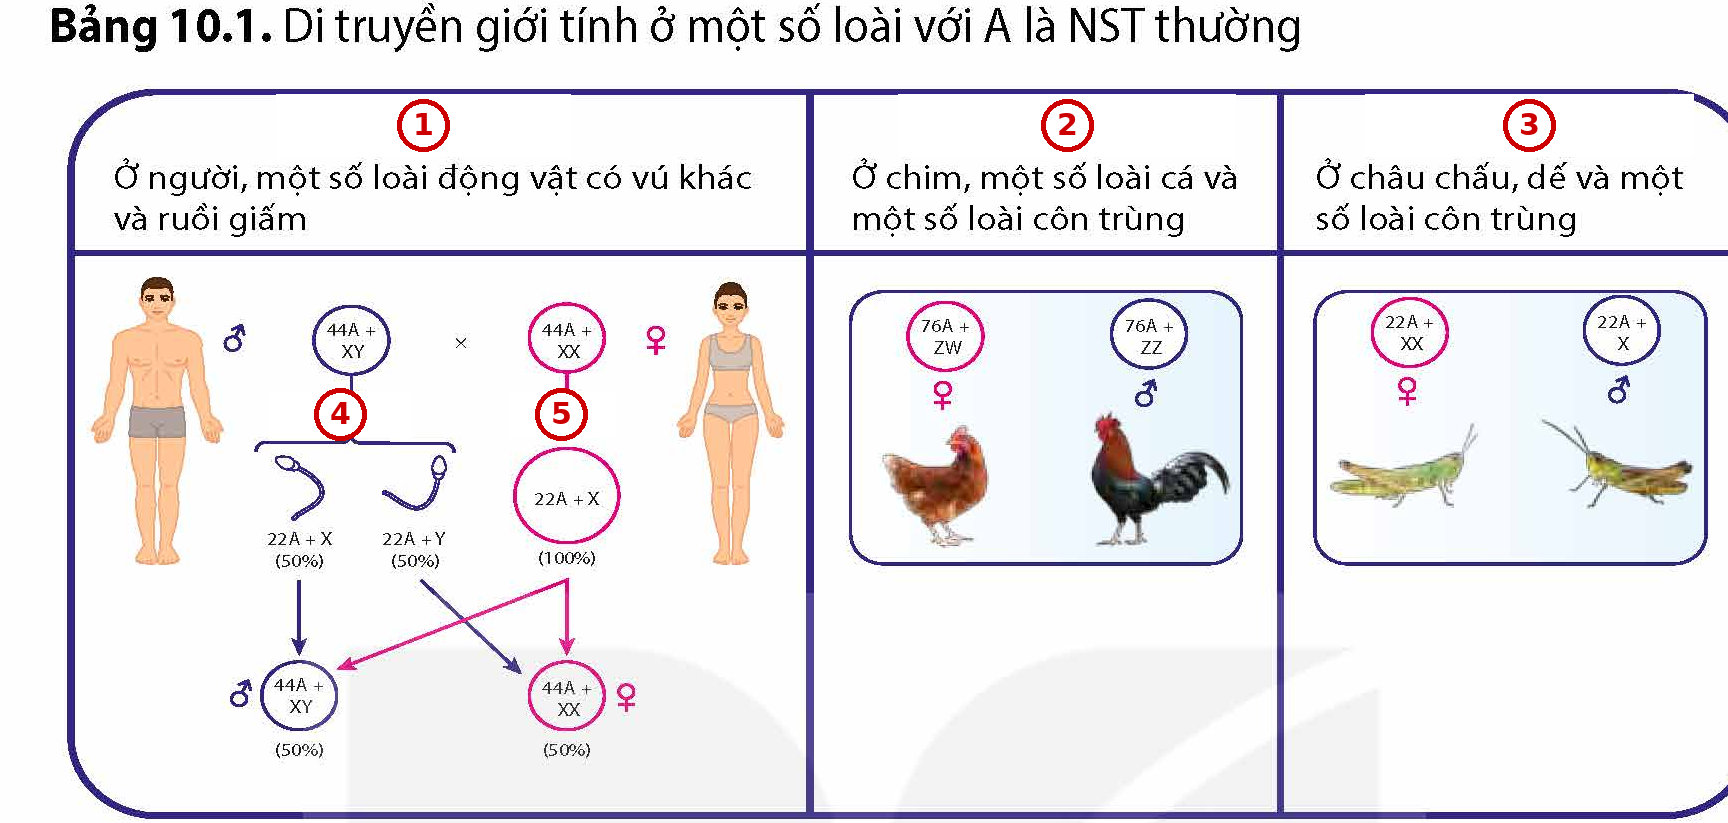 Bảng 10.1. Di truyền giới tính ở một số loài với A là NST thường
1
Ở người, một số loài động vật có vú khác
và ruồi giấm
2
Ở chim, một số loài cá và
một số loài côn trùng
3
Ở châu chấu, dế và một
số loài côn trùng
♂
44A +
XY
×
44A +
XX
♀
4
5
22A + X
(50%)
22A + Y
(50%)
22A + X
(100%)
♂
44A +
XY
(50%)
44A +
XX
♀
(50%)
76A +
ZW
♀
76A +
ZZ
♂
22A +
XX
♀
22A +
X
♂